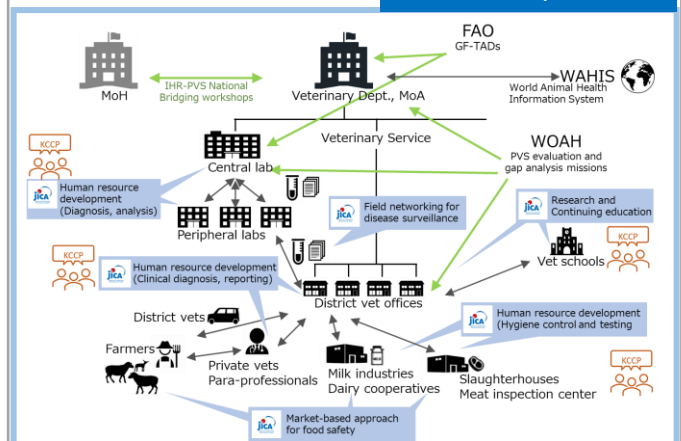 FAO
GF-TADs
MoH
IHR-PVS National
Bridging workshops
Veterinary Dept., MoA
WAHIS
World Animal Health
Information System
Veterinary Service
KCCP
Central lab
WOAH
PVS evaluation and
gap analysis missions
JICA
Human resource
development
(Diagnosis, analysis)
Peripheral labs
JICA
Field networking for
disease surveillance
JICA
Research and
Continuing education
KCCP
Vet schools
KCCP
JICA
Human resource development
(Clinical diagnosis, reporting)
District vet offices
District vets
JICA
Human resource development
(Hygiene control and testing
Farmers
Private vets
Para-professionals
Milk industries
Dairy cooperatives
Slaughterhouses
Meat inspection center
KCCP
JICA
Market-based approach
for food safety